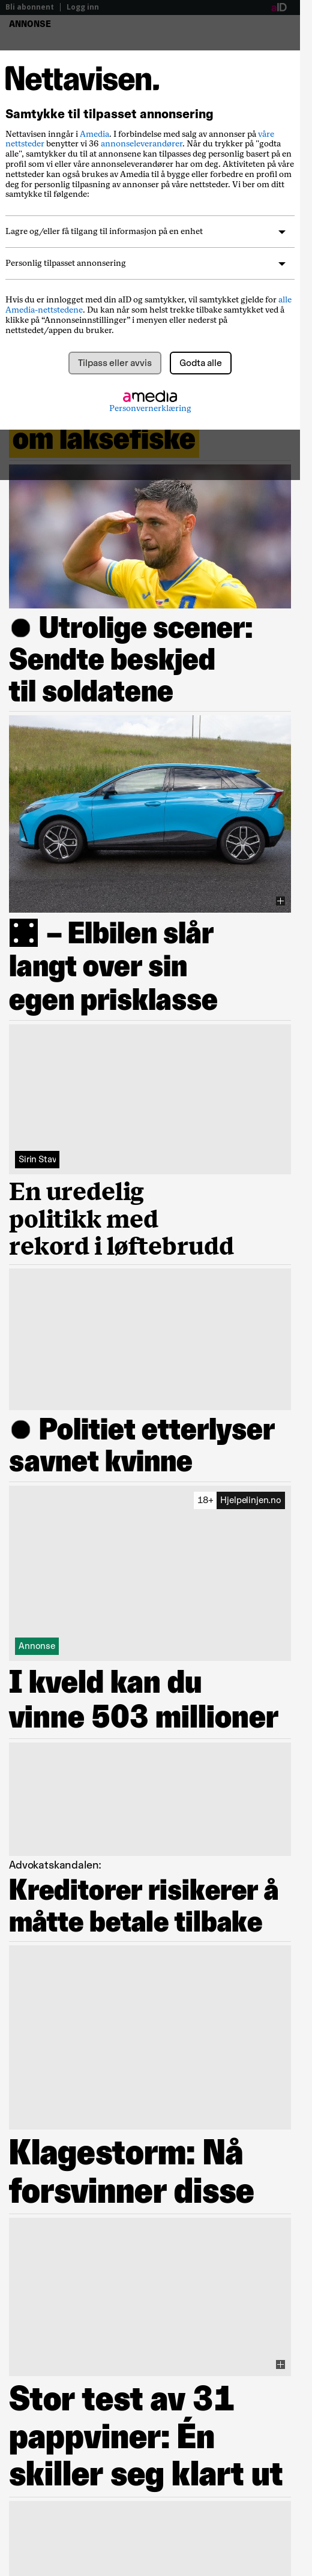 Bli abonnent | Logg inn
aID
ANNONSE
Nettavisen.
Samtykke til tilpasset annonsering
Nettavisen inngår i Amedia. I forbindelse med salg av annonser på våre
nettsteder benytter vi 36 annonseleverandører. Når du trykker på "godta
alle", samtykker du til at annonsene kan tilpasses deg personlig basert på en
profil som vi eller våre annonseleverandører har om deg. Aktiviteten på våre
nettsteder kan også brukes av Amedia til å bygge eller forbedre en profil om
deg for personlig tilpasning av annonser på våre nettsteder. Vi ber om ditt
samtykke til følgende:
Lagre og/eller få tilgang til informasjon på en enhet
Personlig tilpasset annonsering
Hvis du er innlogget med din aID og samtykker, vil samtykket gjelde for alle
Amedia-nettstedene. Du kan når som helst trekke tilbake samtykket ved å
klikke på “Annonseinnstillinger” i menyen eller nederst på
nettstedet/appen du bruker.
Tilpass eller avvis
Godta alle
amedia
Personvernerklæring
om laksefiske
Utrolige scener:
Sendte beskjed
til soldatene
– Elbilen slår
langt over sin
egen prisklasse
Sirin Stav
En uredelig
politikk med
rekord i løftebrudd
Politiet etterlyser
savnet kvinne
18+ Hjelpelinjen.no
Annonse
I kveld kan du
vinne 503 millioner
Advokatskandalen:
Kreditorer risikerer å
måtte betale tilbake
Klagestorm: Nå
forsvinner disse
Stor test av 31
pappviner: Én
skiller seg klart ut